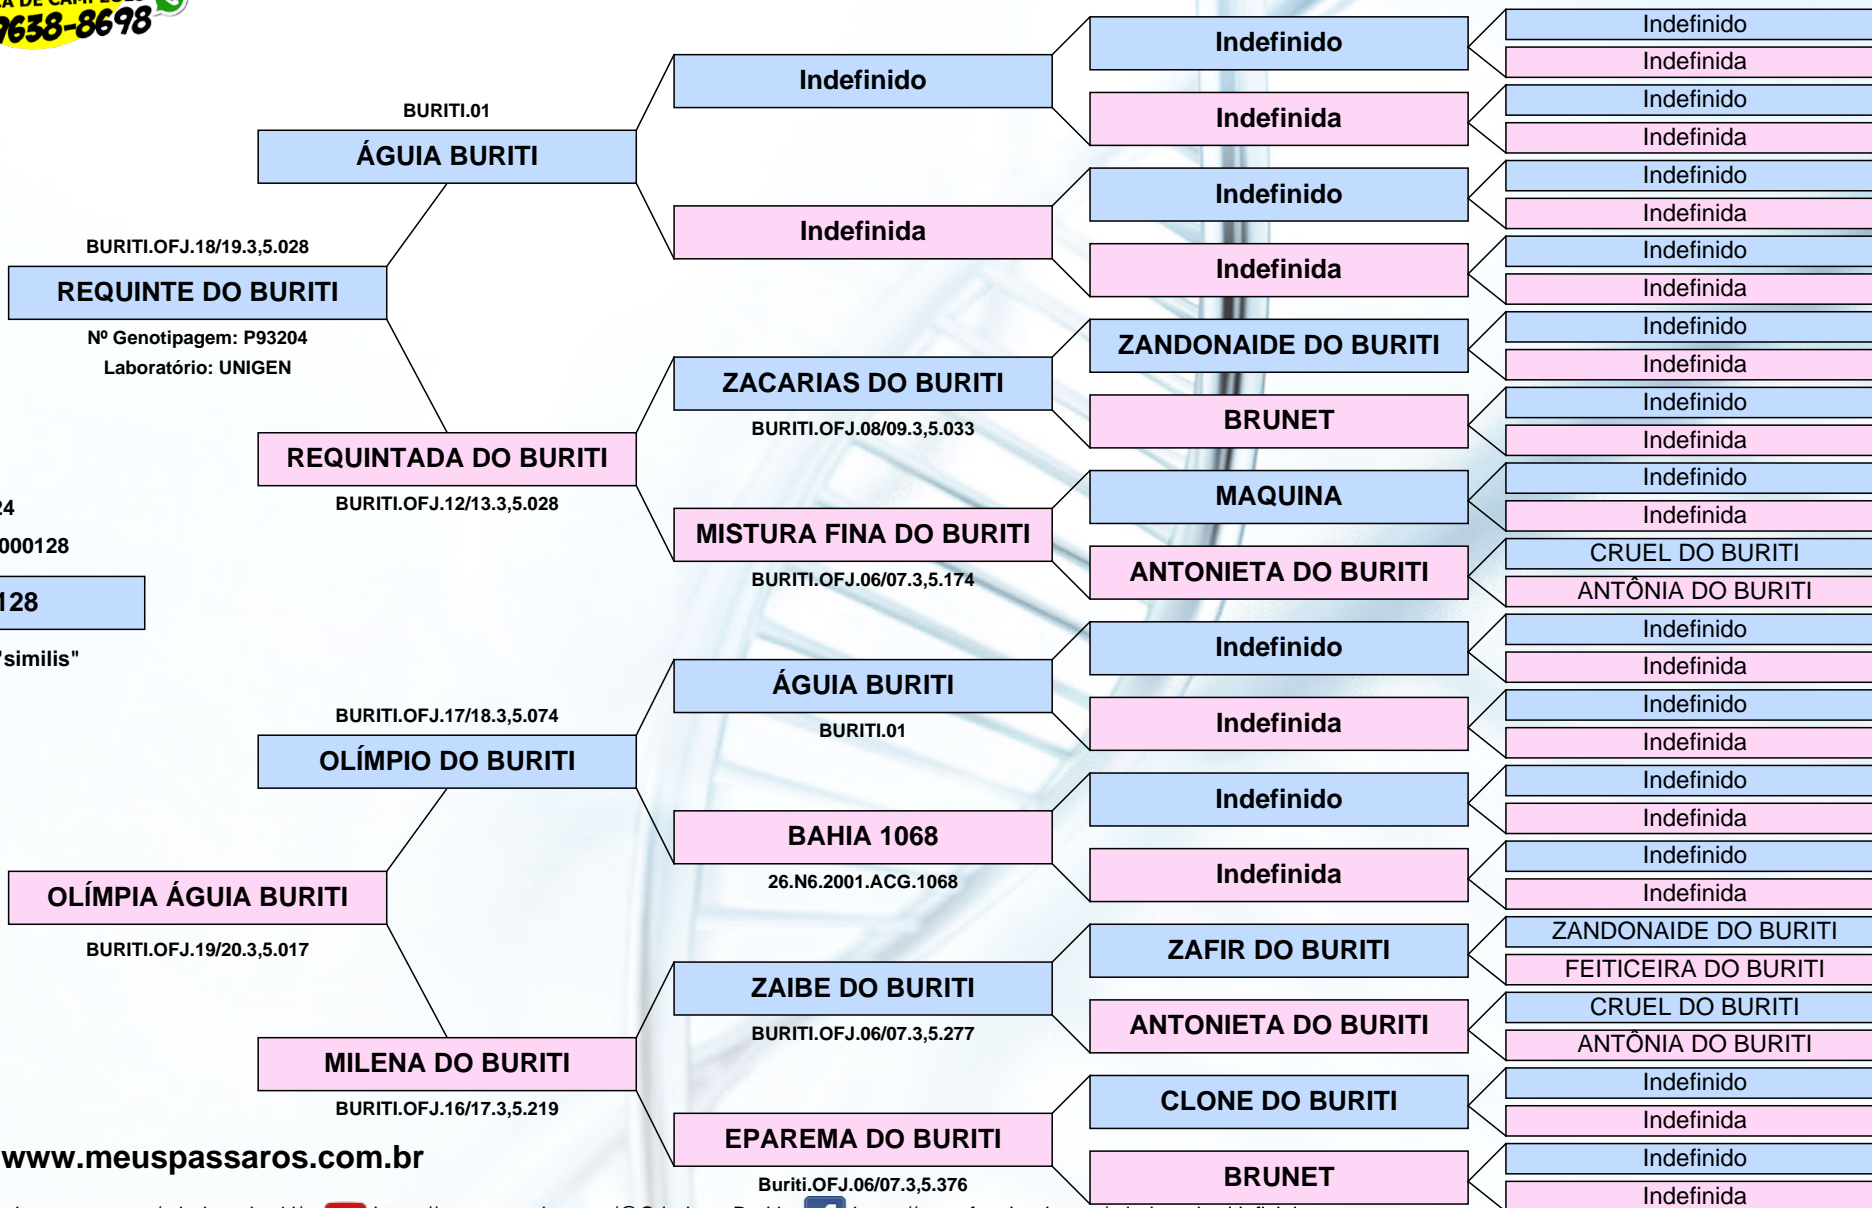 9638-8698
BURITI.01
ÁGUIA BURITI
BURITI.OFJ.18/19.3,5.028
REQUINTE DO BURITI
Nº Genotipagem: P93204
Laboratório: UNIGEN
REQUINTADA DO BURITI
BURITI.OFJ.12/13.3,5.028
24
000128
128
"similis"
BURITI.OFJ.17/18.3,5.074
OLÍMPIO DO BURITI
OLÍMPIA ÁGUIA BURITI
BURITI.OFJ.19/20.3,5.017
MILENA DO BURITI
BURITI.OFJ.16/17.3,5.219
Indefinido
Indefinida
ZACARIAS DO BURITI
BURITI.OFJ.08/09.3,5.033
MISTURA FINA DO BURITI
BURITI.OFJ.06/07.3,5.174
ÁGUIA BURITI
BURITI.01
BAHIA 1068
26.N6.2001.ACG.1068
ZAIBE DO BURITI
BURITI.OFJ.06/07.3,5.277
EPAREMA DO BURITI
Buriti.OFJ.06/07.3,5.376
Indefinido
Indefinida
Indefinido
Indefinida
ZANDONAIDE DO BURITI
BRUNET
MAQUINA
ANTONIETA DO BURITI
Indefinido
Indefinida
Indefinido
Indefinida
ZAFIR DO BURITI
ANTONIETA DO BURITI
CLONE DO BURITI
BRUNET
Indefinido
Indefinida
Indefinido
Indefinida
Indefinido
Indefinida
Indefinido
Indefinida
Indefinido
Indefinida
Indefinido
Indefinida
Indefinido
Indefinida
CRUEL DO BURITI
ANTÔNIA DO BURITI
Indefinido
Indefinida
Indefinido
Indefinida
Indefinido
Indefinida
Indefinido
Indefinida
ZANDONAIDE DO BURITI
FEITICEIRA DO BURITI
CRUEL DO BURITI
ANTÔNIA DO BURITI
Indefinido
Indefinida
Indefinido
Indefinida
www.meuspassaros.com.br